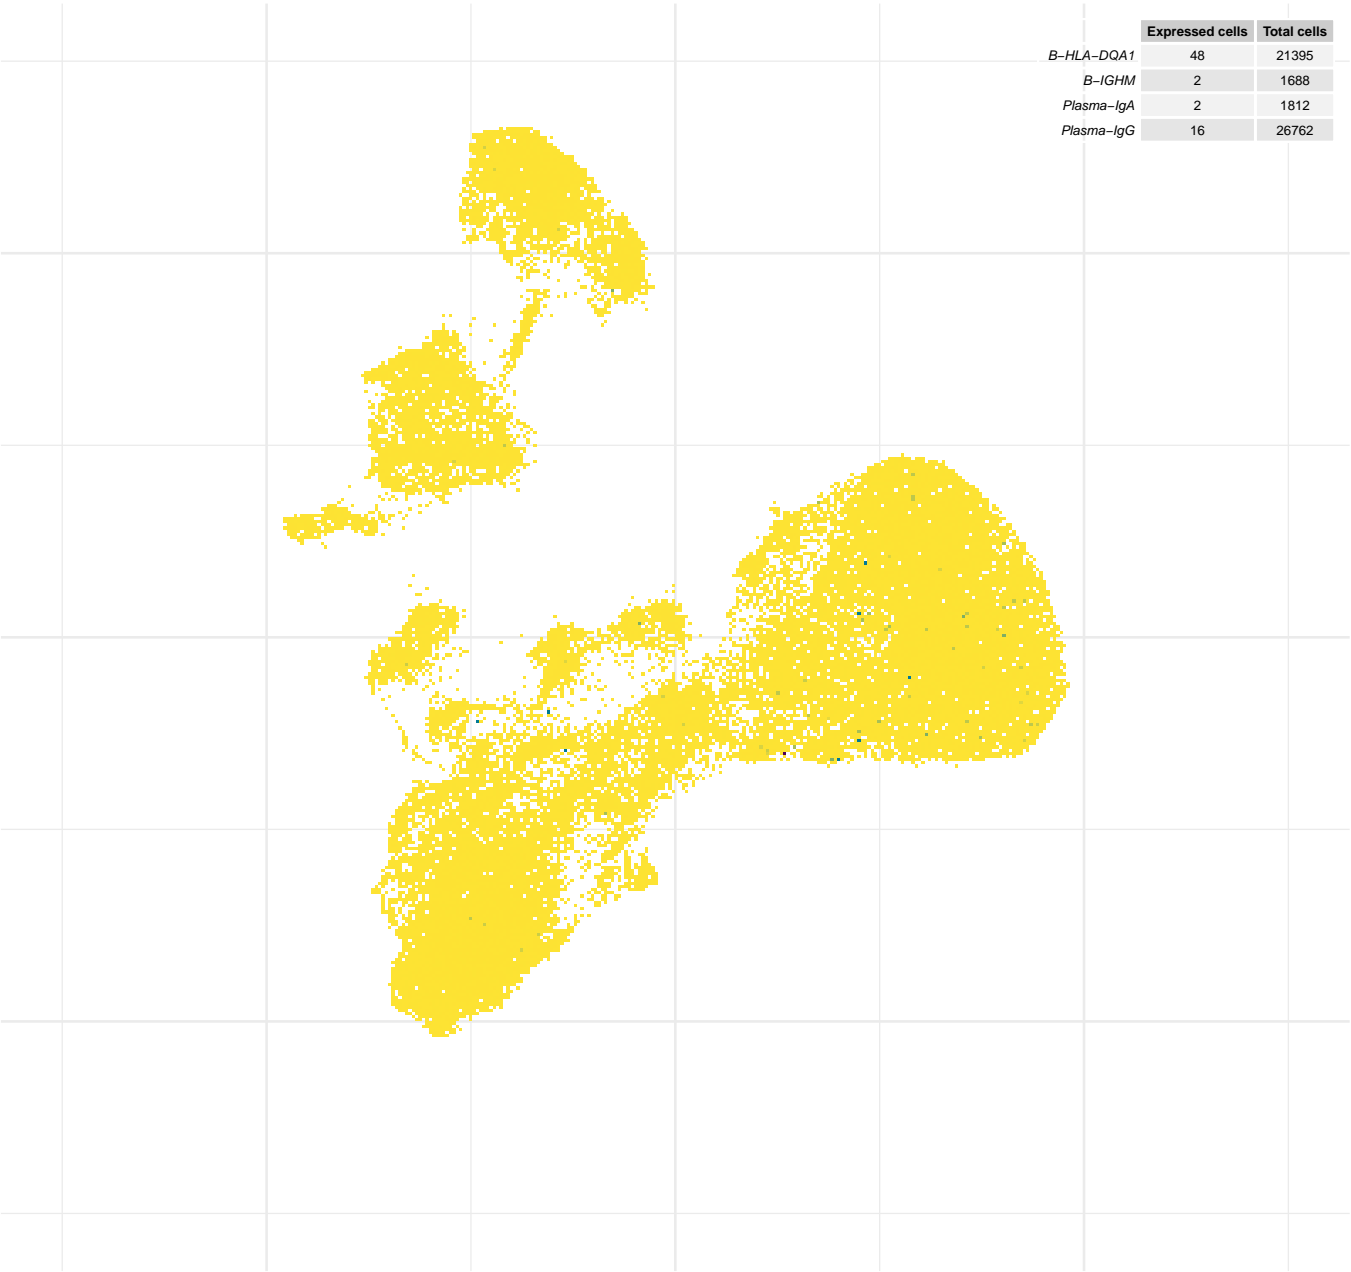 Expressed cells Total cells
B−HLA−DQA1 48 21395
B−IGHM 2 1688
Plasma−IgA 2 1812
Plasma−IgG 16 26762